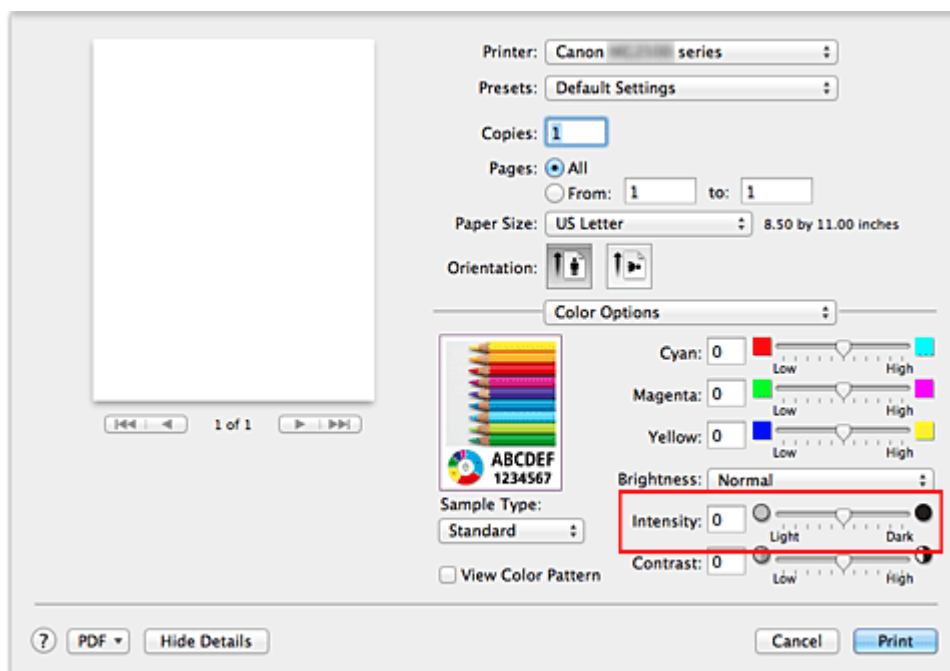 Printer: Canon series
Presets: Default Settings
Copies: 1
Pages: All
From: 1 to: 1
Paper Size: US Letter 8.50 by 11.00 inches
Orientation:
Color Options
1 of 1
Cyan: 0
Low High
Magenta: 0
Low High
Yellow: 0
Low High
ABCDEF
1234567
Sample Type:
Standard
View Color Pattern
Brightness: Normal
Intensity: 0
Light Dark
Contrast: 0
Low High
? PDF Hide Details Cancel Print